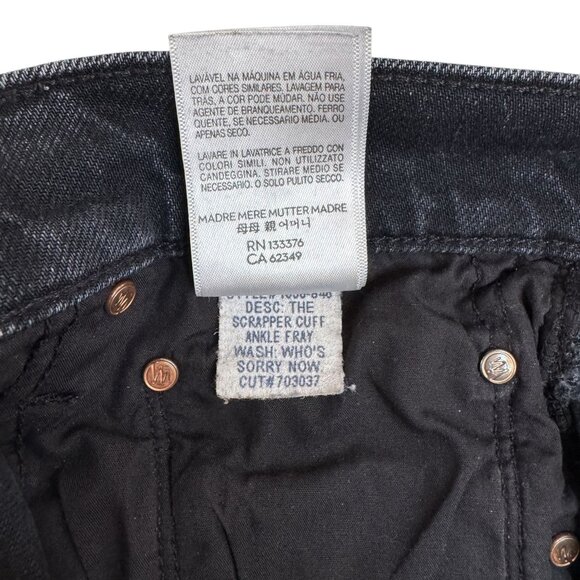 LAVÁVEL NA MÁQUINA EM ÁGUA FRIA,
COM CORES SIMILARES. LAVAGEM PARA
TRÁS, A COR PODE MÚDAR. NÃO USE
AGENTE DE BRANQUEAMENTO. FERRO
QUENTE, SE NECESSARIO MÉDIA, OU
APENAS SECO.
LAVARE IN LAVATRICE A FREDDO CON
COLORI SIMILI. NON UTILIZZATO
CANDEGGINA. STIRARE MEDIO SE
NECESSARIO. O SOLO PULITO SECCO.
MADRE MERE MUTTER MADRE
母母 親 어머니
RN 133376
CA 62349
DESC: THE
SCRAPPER CUFF
ANKLE FRAY
WASH: WHO'S
SORRY NOW
CUT#703037